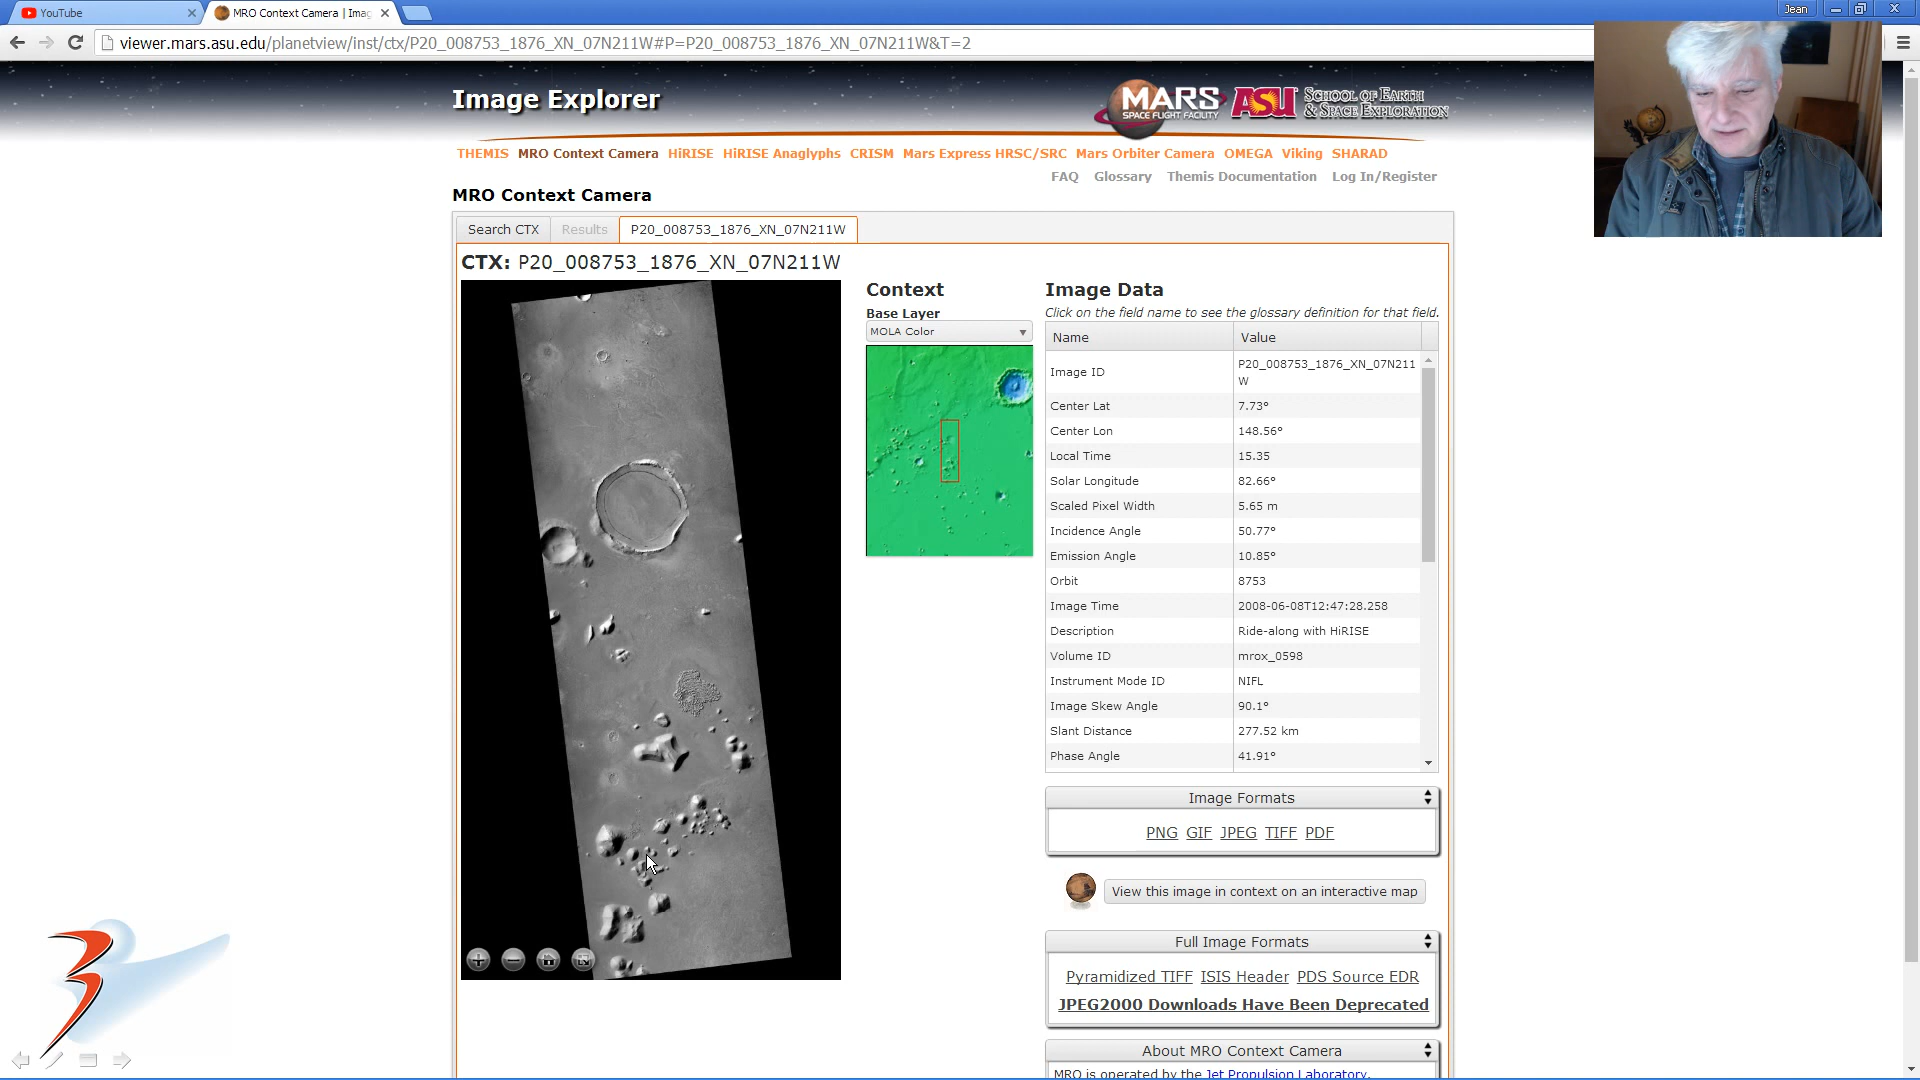 YouTube
MRO Context Camera | Imag
Jean
viewer.mars.asu.edu/planetview/inst/ctx/P20_008753_1876_XN_07N211W#P=P20_008753_1876_XN_07N211W&T=2
Image Explorer
MARS
SPACE FLIGHT FACILITY
ASU
SCHOOL OF EARTH
& SPACE EXPLORATION
THEMIS MRO Context Camera HiRISE HiRISE Anaglyphs CRISM Mars Express HRSC/SRC Mars Orbiter Camera OMEGA Viking SHARAD
FAQ Glossary Themis Documentation Log In/Register
MRO Context Camera
Search CTX Results P20_008753_1876_XN_07N211W
CTX: P20_008753_1876_XN_07N211W
Context
Base Layer
MOLA Color
Image Data
Click on the field name to see the glossary definition for that field.
Name Value
Image ID P20_008753_1876_XN_07N211
W
Center Lat 7.73°
Center Lon 148.56°
Local Time 15.35
Solar Longitude 82.66°
Scaled Pixel Width 5.65 m
Incidence Angle 50.77°
Emission Angle 10.85°
Orbit 8753
Image Time 2008-06-08T12:47:28.258
Description Ride-along with HiRISE
Volume ID mrox_0598
Instrument Mode ID NIFL
Image Skew Angle 90.1°
Slant Distance 277.52 km
Phase Angle 41.91°
Image Formats
PNG GIF JPEG TIFF PDF
View this image in context on an interactive map
Full Image Formats
Pyramidized TIFF ISIS Header PDS Source EDR
JPEG2000 Downloads Have Been Deprecated
About MRO Context Camera
MRO is operated by the Jet Propulsion Laboratory.